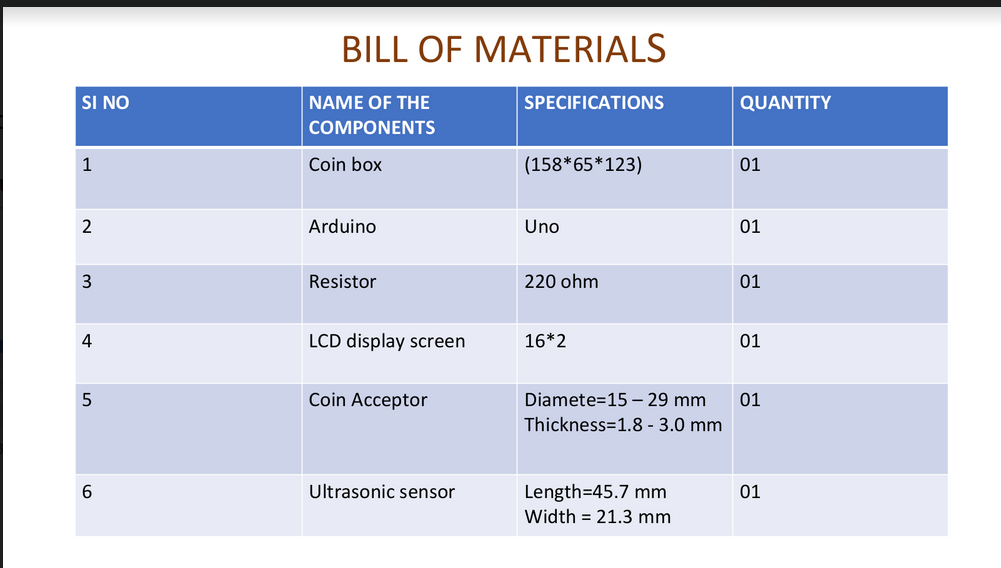 BILL OF MATERIALS
SI NO
NAME OF THE
COMPONENTS
SPECIFICATIONS
QUANTITY
1
Coin box
(158*65*123)
01
2
Arduino
Uno
01
3
Resistor
220 ohm
01
4
LCD display screen
16*2
01
5
Coin Acceptor
Diamete=15 – 29 mm
Thickness=1.8 - 3.0 mm
01
6
Ultrasonic sensor
Length=45.7 mm
Width = 21.3 mm
01